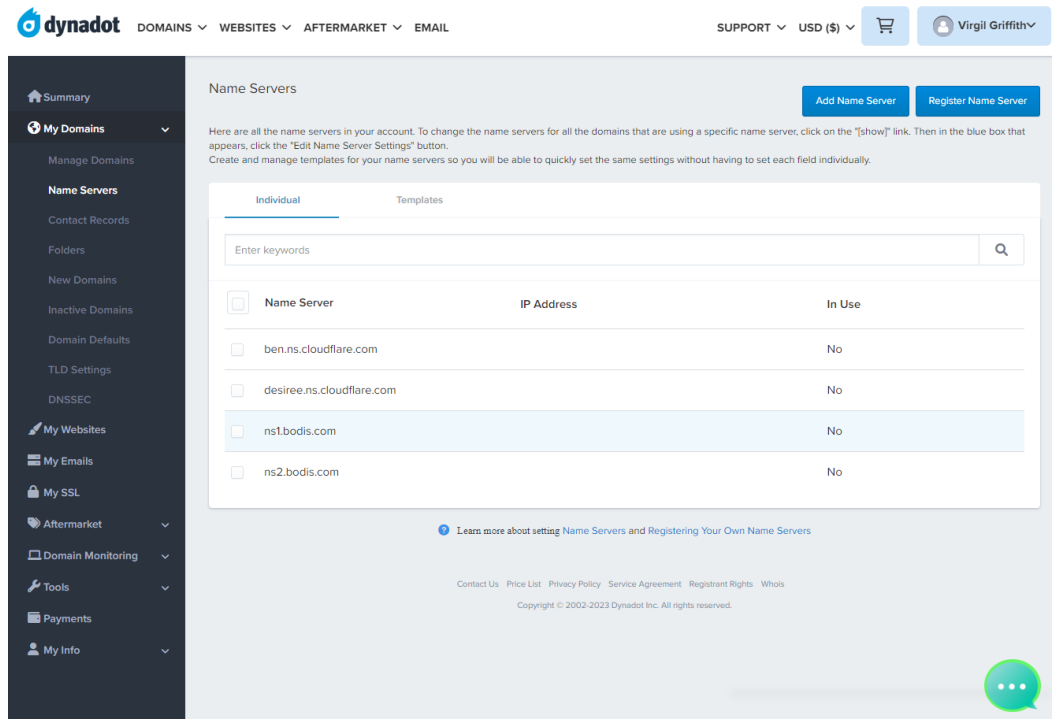 dynadot DOMAINS WEBSITES AFTERMARKET EMAIL SUPPORT USD ($) Virgil Griffith
Summary
My Domains
Manage Domains
Name Servers
Contact Records
Folders
New Domains
Inactive Domains
Domain Defaults
TLD Settings
DNSSEC
My Websites
My Emails
My SSL
Aftermarket
Domain Monitoring
Tools
Payments
My Info
Name Servers
Add Name Server Register Name Server
Here are all the name servers in your account. To change the name servers for all the domains that are using a specific name server, click on the "[show]" link. Then in the blue box that
appears, click the "Edit Name Server Settings" button.
Create and manage templates for your name servers so you will be able to quickly set the same settings without having to set each field individually.
Individual Templates
Enter keywords
Name Server IP Address In Use
ben.ns.cloudflare.com No
desiree.ns.cloudflare.com No
ns1.bodis.com No
ns2.bodis.com No
? Learn more about setting Name Servers and Registering Your Own Name Servers
Contact Us Price List Privacy Policy Service Agreement Registrant Rights Whois
Copyright © 2002-2023 Dynadot Inc. All rights reserved.